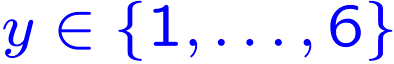 y ∈ {1, . . . , 6}